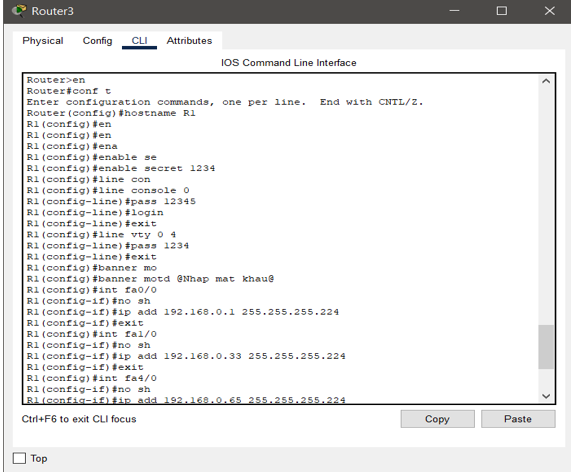 Router3
Physical Config CLI Attributes
IOS Command Line Interface
Router>en
Router#conf t
Enter configuration commands, one per line.  End with CNTL/Z.
Router(config)#hostname R1
R1(config)#en
R1(config)#en
R1(config)#ena
R1(config)#enable se
R1(config)#enable secret 1234
R1(config)#line con
R1(config)#line console 0
R1(config-line)#pass 12345
R1(config-line)#login
R1(config-line)#exit
R1(config)#line vty 0 4
R1(config-line)#pass 1234
R1(config-line)#exit
R1(config)#banner mo
R1(config)#banner motd @Nhap mat khau@
R1(config)#int fa0/0
R1(config-if)#no sh
R1(config-if)#ip add 192.168.0.1 255.255.255.224
R1(config-if)#exit
R1(config)#int fa1/0
R1(config-if)#no sh
R1(config-if)#ip add 192.168.0.33 255.255.255.224
R1(config-if)#exit
R1(config)#int fa4/0
R1(config-if)#no sh
R1(config-if)#ip add 192.168.0.65 255.255.255.224
Ctrl+F6 to exit CLI focus
Copy Paste
Top